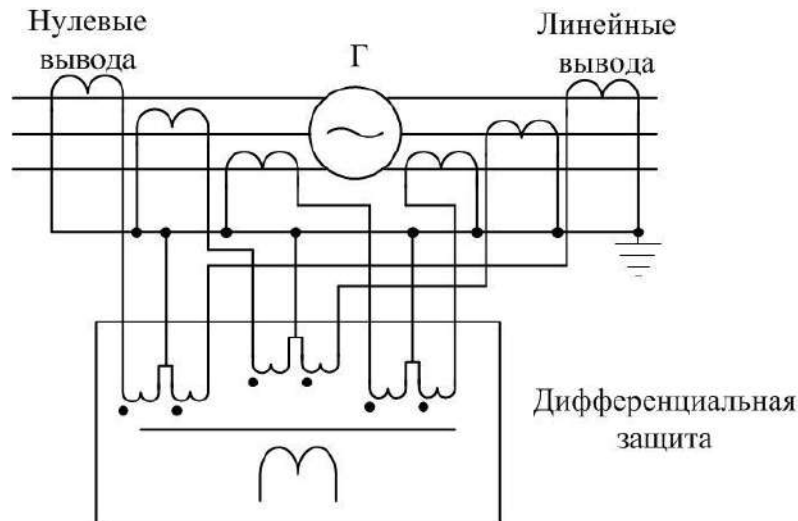 Нулевые
вывода
Г
Линейные
вывода
Дифференциальная
защита